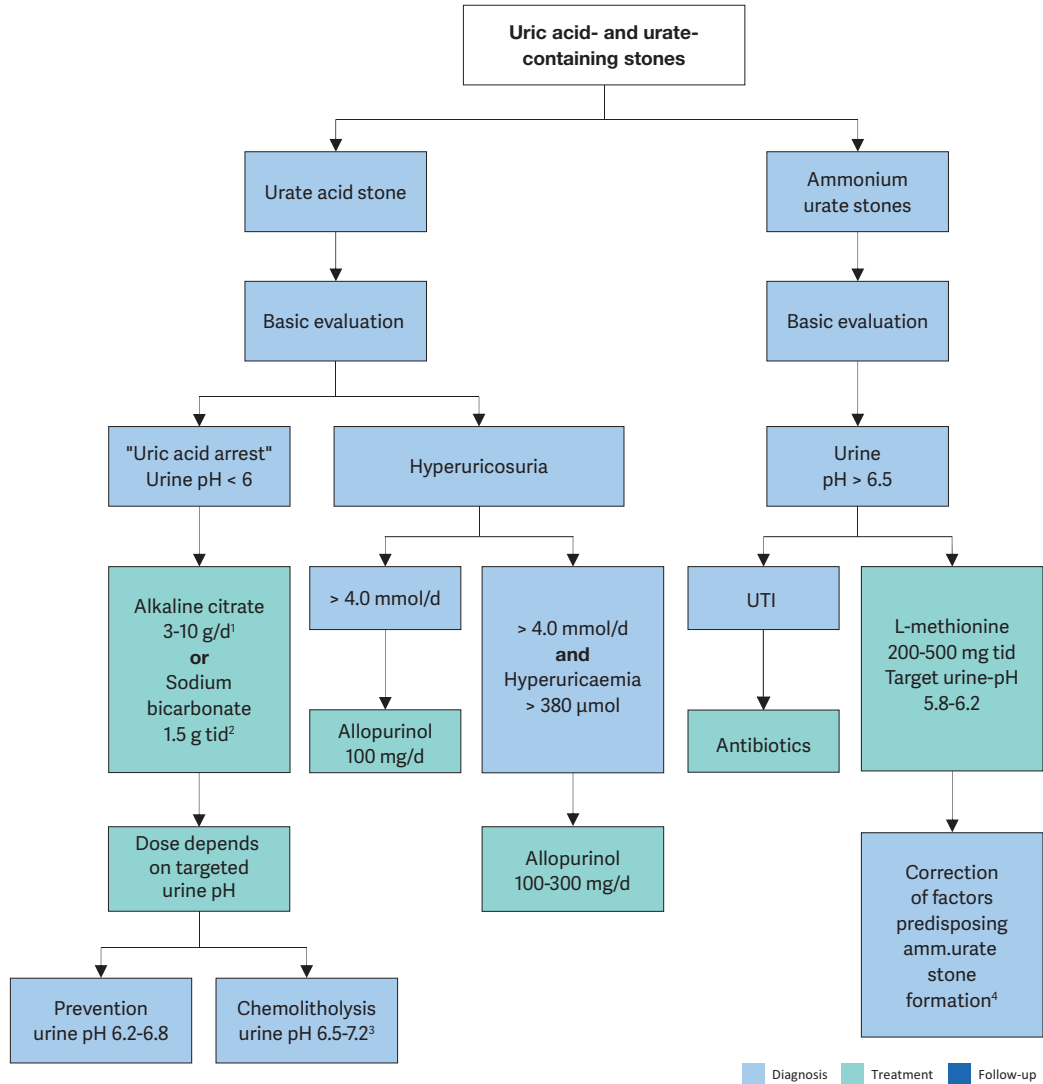 Uric acid- and urate-
containing stones
Urate acid stone
Ammonium
urate stones
Basic evaluation
Basic evaluation
"Uric acid arrest"
Urine pH < 6
Hyperuricosuria
Urine
pH > 6.5
Alkaline citrate
3-10 g/d¹
or
Sodium
bicarbonate
1.5 g tid²
> 4.0 mmol/d
> 4.0 mmol/d
and
Hyperuricaemia
> 380 µmol
UTI
L-methionine
200-500 mg tid
Target urine-pH
5.8-6.2
Allopurinol
100 mg/d
Antibiotics
Dose depends
on targeted
urine pH
Allopurinol
100-300 mg/d
Correction
of factors
predisposing
amm.urate
stone
formation⁴
Prevention
urine pH 6.2-6.8
Chemolitholysis
urine pH 6.5-7.2³
Diagnosis
Treatment
Follow-up